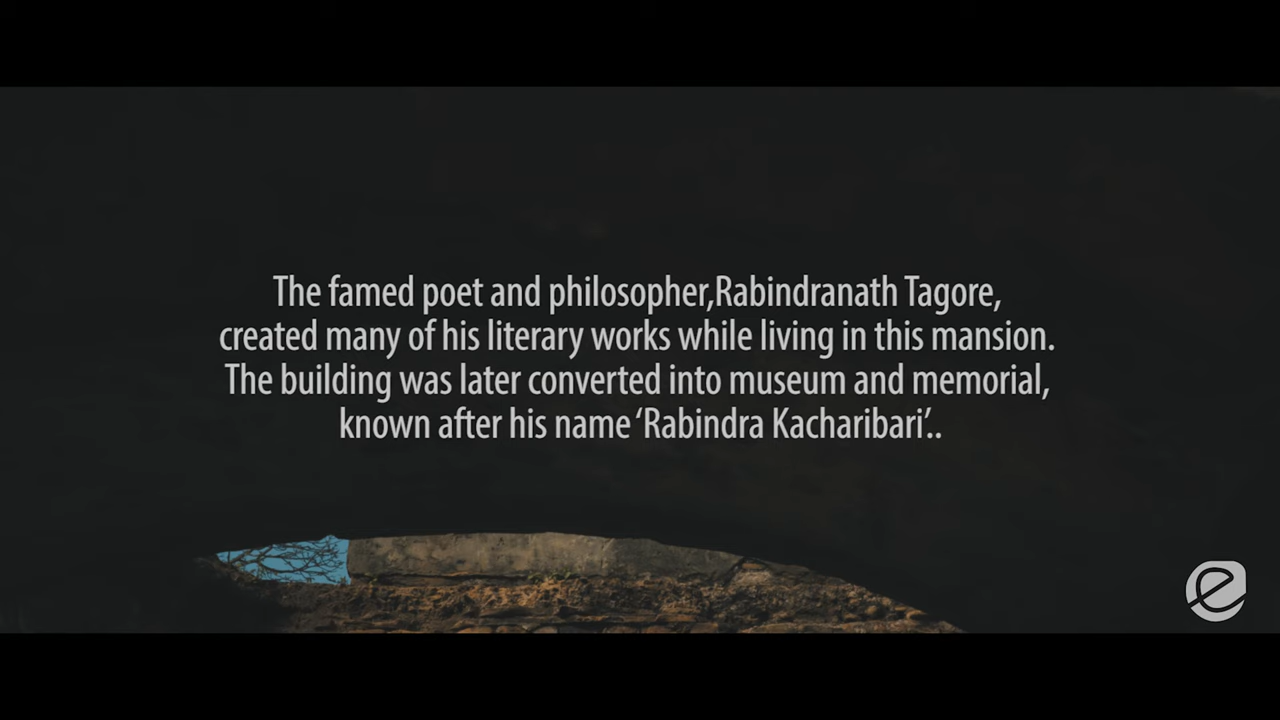 The famed poet and philosopher,Rabindranath Tagore,
created many of his literary works while living in this mansion.
The building was later converted into museum and memorial,
known after his name ‘Rabindra Kacharibari’..
e